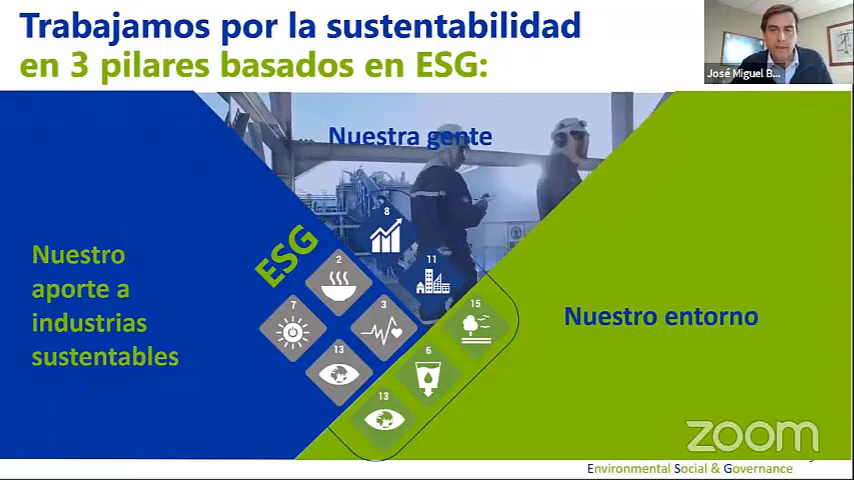 Trabajamos por la sustentabilidad
en 3 pilares basados en ESG:
José Miguel B...
Nuestra gente
ESG
8
2
11
7
3
15
13
6
13
Nuestro
aporte a
industrias
sustentables
Nuestro entorno
zoom
Environmental Social & Governance